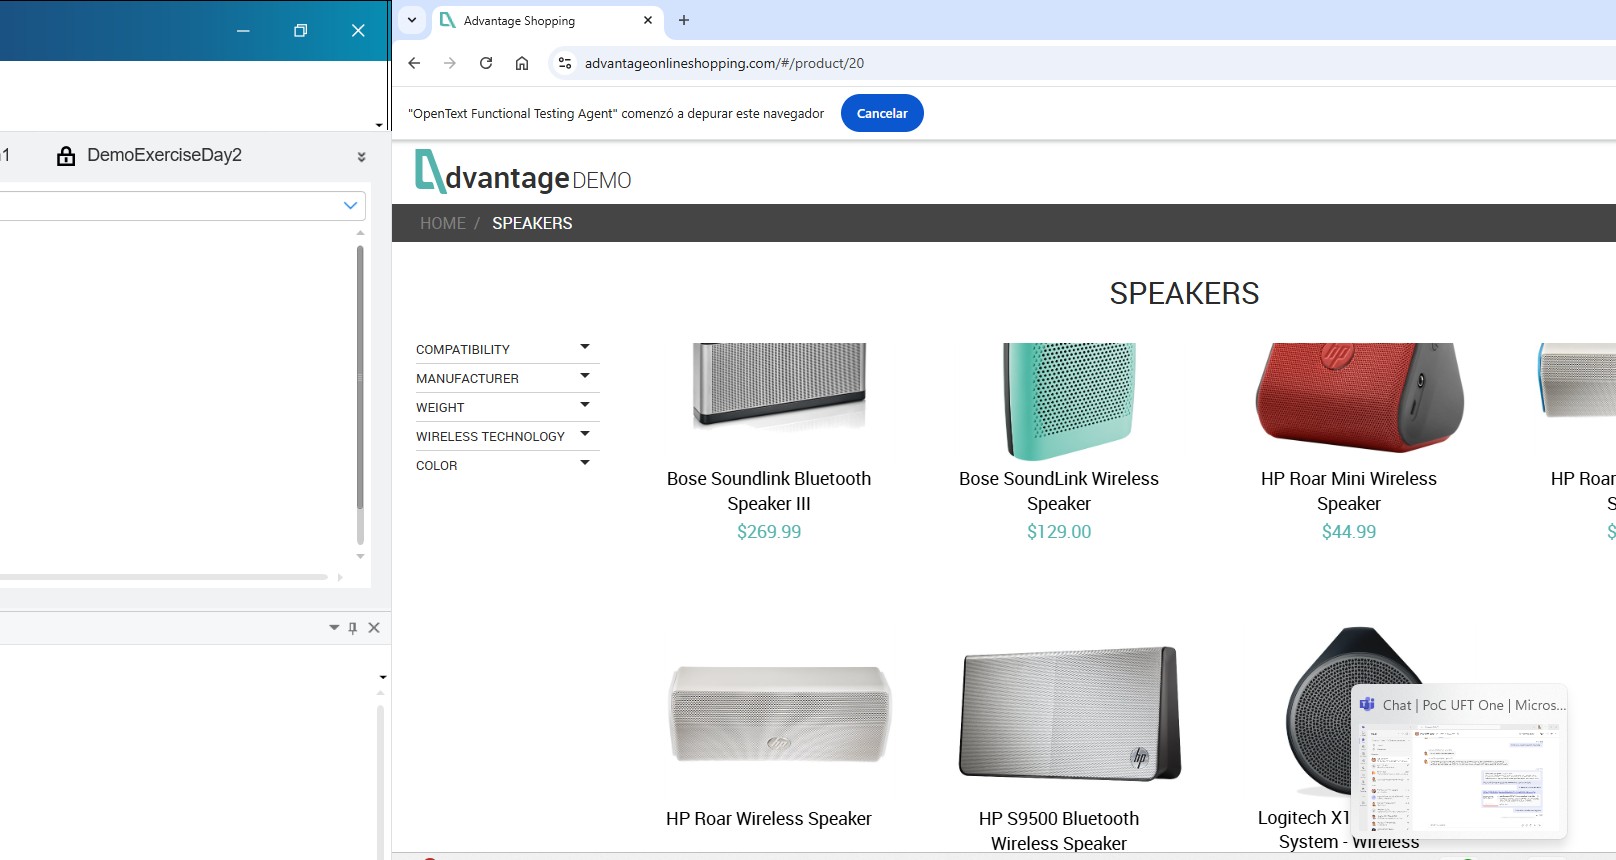 Advantage Shopping
advantageonlineshopping.com/#/product/20
"OpenText Functional Testing Agent" comenzó a depurar este navegador
Cancelar
1
DemoExerciseDay2
dvantage DEMO
HOME / SPEAKERS
SPEAKERS
COMPATIBILITY
MANUFACTURER
WEIGHT
WIRELESS TECHNOLOGY
COLOR
Bose Soundlink Bluetooth
Speaker III
$269.99
Bose SoundLink Wireless
Speaker
$129.00
HP Roar Mini Wireless
Speaker
$44.99
HP Roar
S
$
hp
HP Roar Wireless Speaker
HP S9500 Bluetooth
Wireless Speaker
Logitech X1
System - Wireless
Chat | PoC UFT One | Micros...